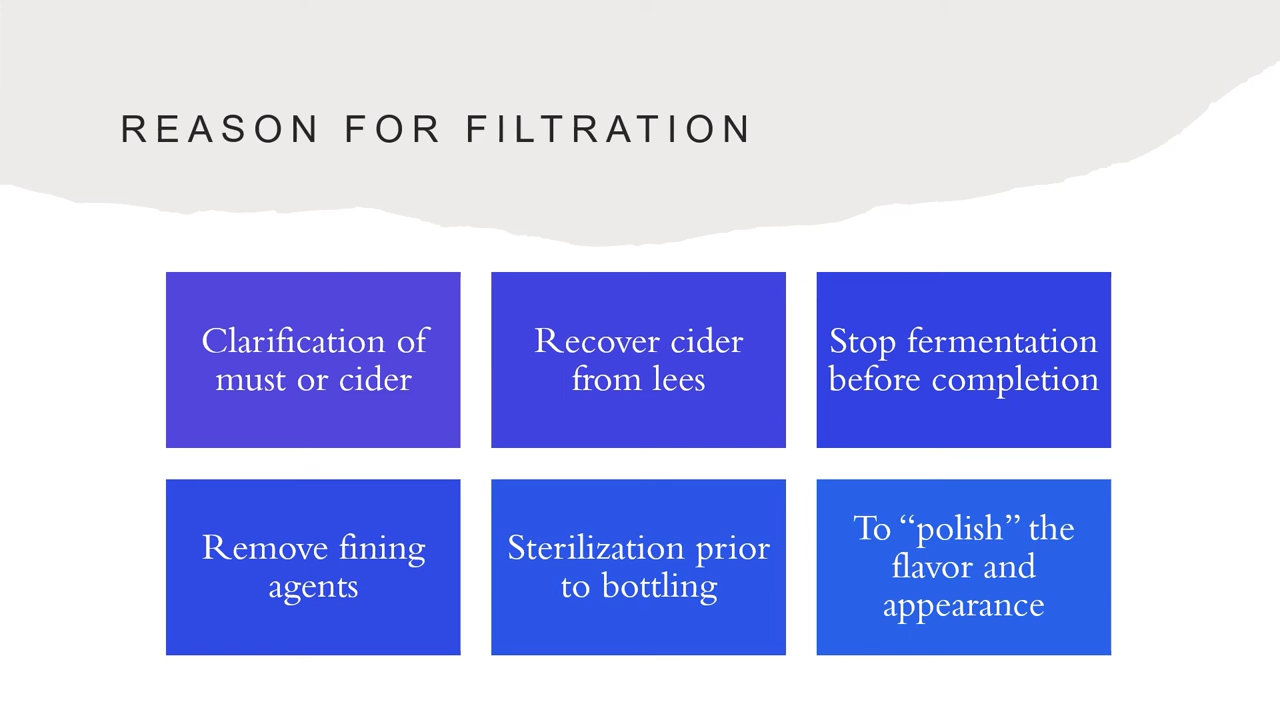 REASON FOR FILTRATION
Clarification of
must or cider
Recover cider
from lees
Stop fermentation
before completion
Remove fining
agents
Sterilization prior
to bottling
To “polish” the
flavor and
appearance